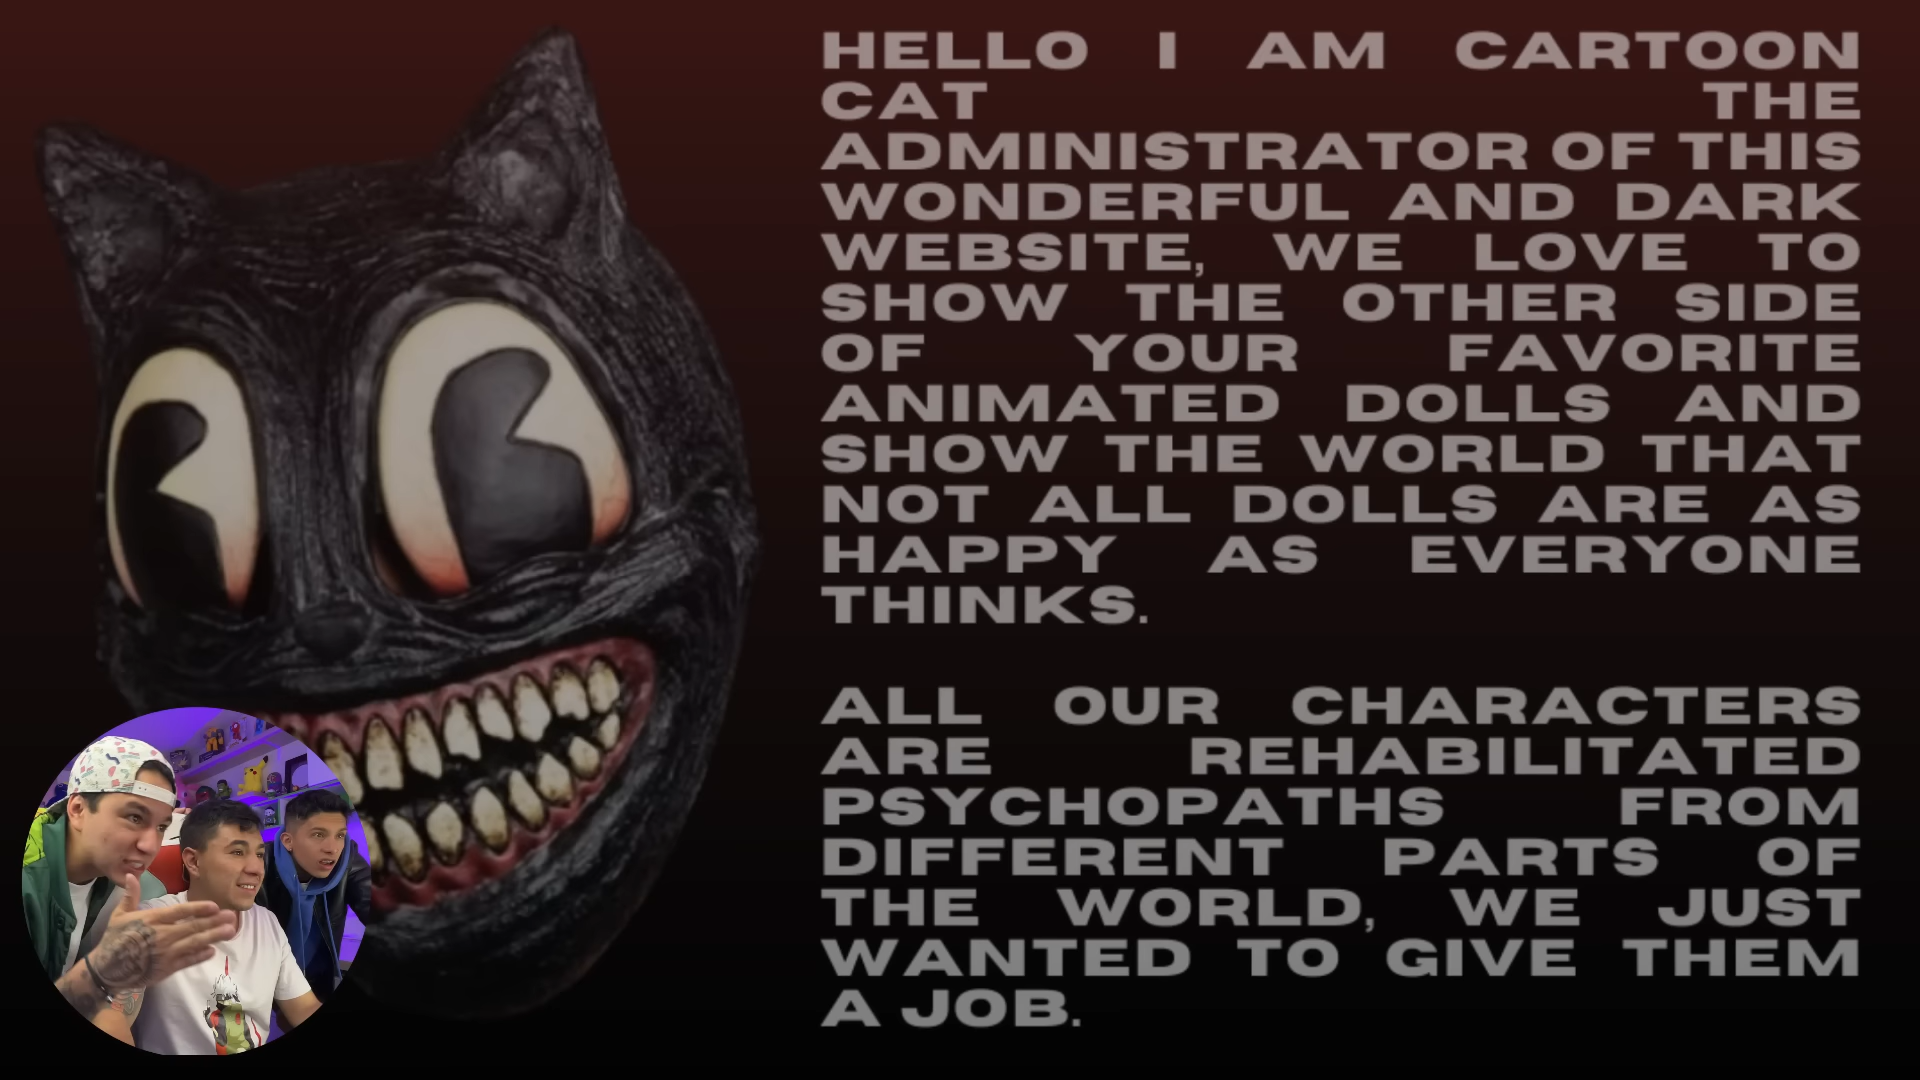 HELLO I AM CARTOON
CAT THE
ADMINISTRATOR OF THIS
WONDERFUL AND DARK
WEBSITE, WE LOVE TO
SHOW THE OTHER SIDE
OF YOUR FAVORITE
ANIMATED DOLLS AND
SHOW THE WORLD THAT
NOT ALL DOLLS ARE AS
HAPPY AS EVERYONE
THINKS.
ALL OUR CHARACTERS
ARE REHABILITATED
PSYCHOPATHS FROM
DIFFERENT PARTS OF
THE WORLD, WE JUST
WANTED TO GIVE THEM
A JOB.